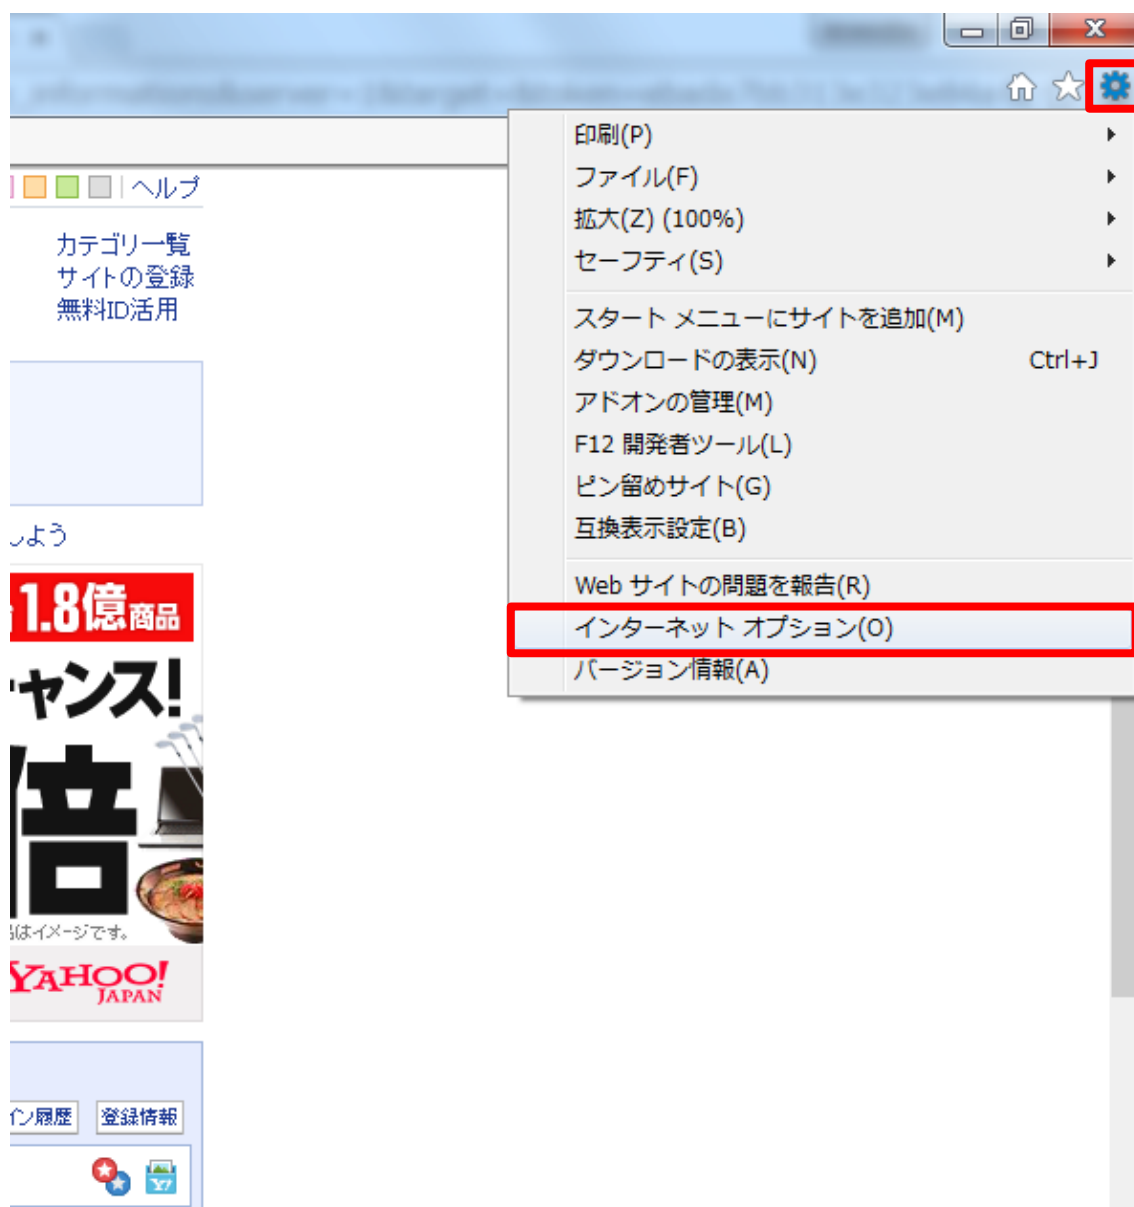 ヘルプ
カテゴリ一覧
サイトの登録
無料ID活用
しよう
1.8億商品
ャンス!
倍
はイメージです。
YAHOO!
JAPAN
イン履歴
登録情報
Y7
印刷(P)
ファイル(F)
拡大(Z) (100%)
セーフティ(S)
スタート メニューにサイトを追加(M)
ダウンロードの表示(N) Ctrl+J
アドオンの管理(M)
F12 開発者ツール(L)
ピン留めサイト(G)
互換表示設定(B)
Web サイトの問題を報告(R)
インターネット オプション(O)
バージョン情報(A)